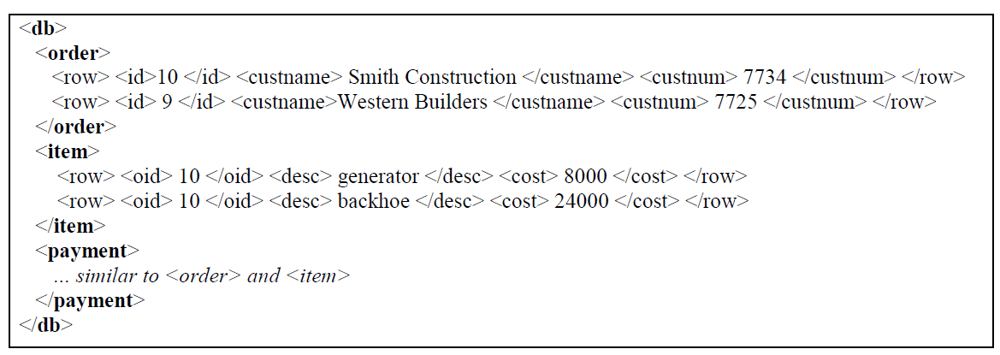 <db>
<order>
<row> <id>10 </id> <custname> Smith Construction </custname> <custnum> 7734 </custnum> </row>
<row> <id> 9 </id> <custname>Western Builders </custname> <custnum> 7725 </custnum> </row>
</order>
<item>
<row> <oid> 10 </oid> <desc> generator </desc> <cost> 8000 </cost> </row>
<row> <oid> 10 </oid> <desc> backhoe </desc> <cost> 24000 </cost> </row>
</item>
<payment>
... similar to <order> and <item>
</payment>
</db>